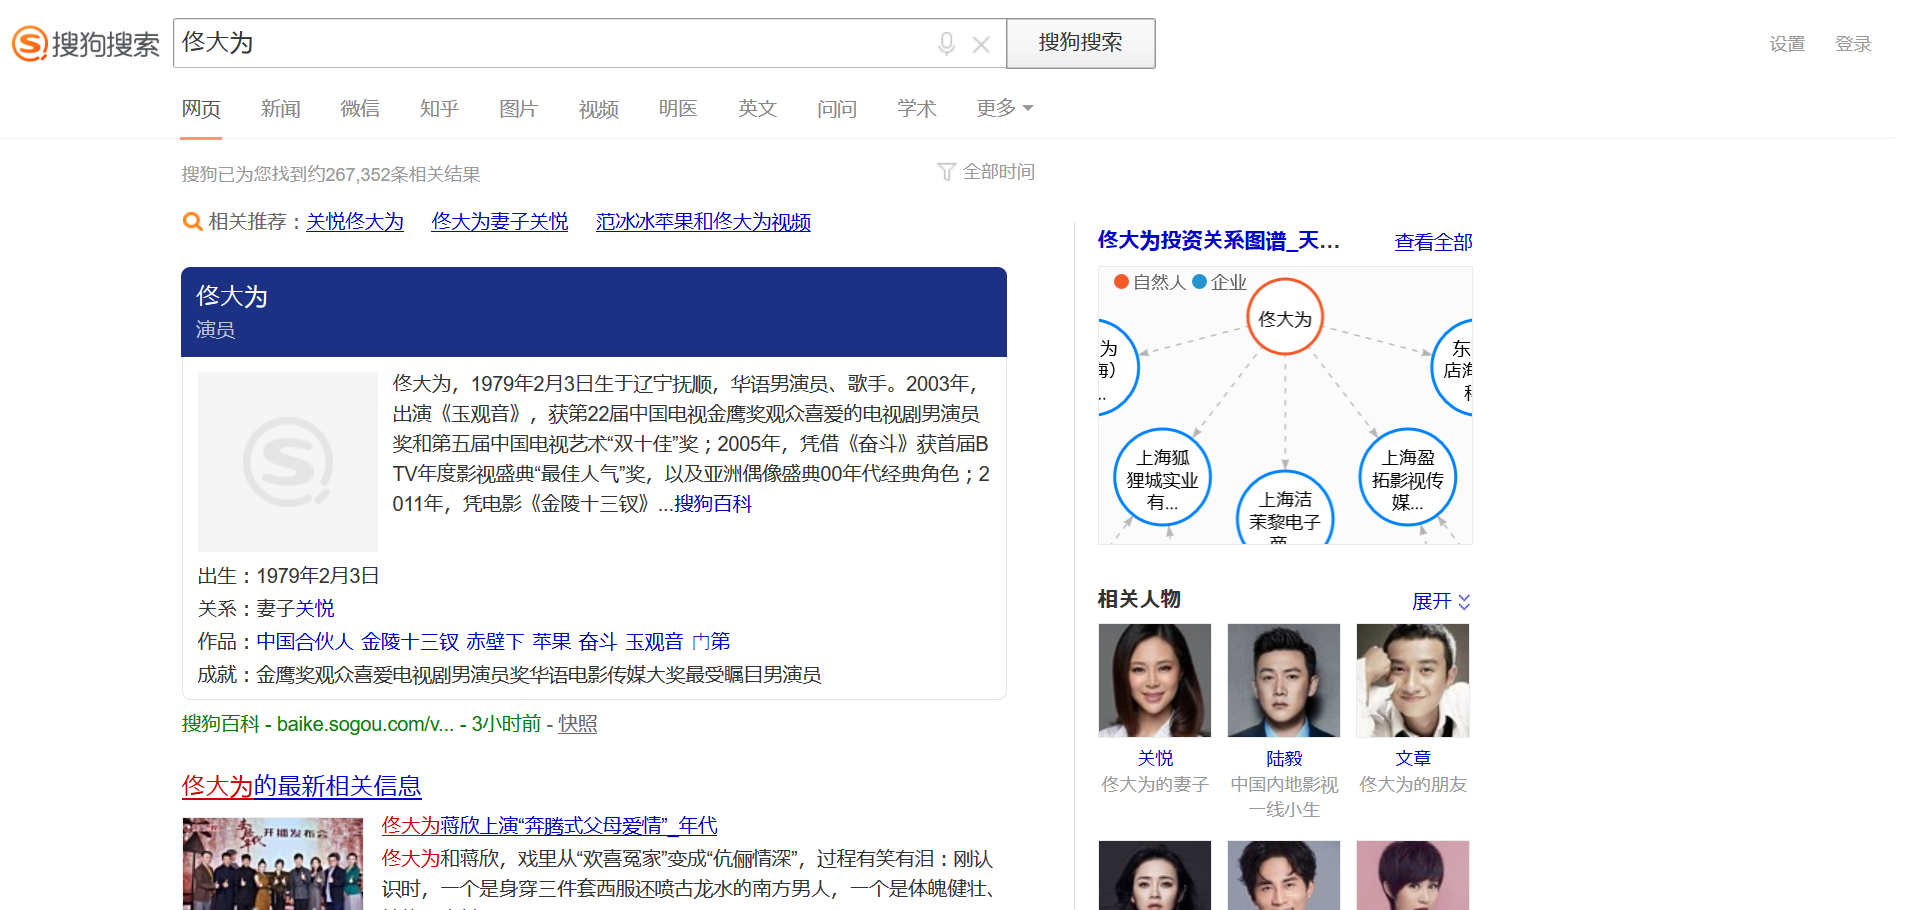 搜狗搜索
佟大为
搜狗搜索
设置 登录
网页 新闻 微信 知乎 图片 视频 明医 英文 问问 学术 更多
搜狗已为您找到约267,352条相关结果
全部时间
相关推荐：关悦佟大为 佟大为妻子关悦 范冰冰苹果和佟大为视频
佟大为
演员
佟大为，1979年2月3日生于辽宁抚顺，华语男演员、歌手。2003年，
出演《玉观音》，获第22届中国电视金鹰奖观众喜爱的电视剧男演员
奖和第五届中国电视艺术“双十佳”奖；2005年，凭借《奋斗》获首届B
TV年度影视盛典“最佳人气”奖，以及亚洲偶像盛典00年代经典角色；2
011年，凭电影《金陵十三钗》...搜狗百科
出生：1979年2月3日
关系：妻子关悦
作品：中国合伙人 金陵十三钗 赤壁下 苹果 奋斗 玉观音 门第
成就：金鹰奖观众喜爱电视剧男演员奖华语电影传媒大奖最受瞩目男演员
搜狗百科 - baike.sogou.com/v... - 3小时前 - 快照
佟大为的最新相关信息
开播发布会
佟大为蒋欣上演“奔腾式父母爱情”_年代
佟大为和蒋欣，戏里从“欢喜冤家”变成“伉俪情深”，过程有笑有泪：刚认
识时，一个是身穿三件套西服还喷古龙水的南方男人，一个是体魄健壮、
佟大为投资关系图谱_天... 查看全部
自然人 企业
佟大为
为
海）
...
东
店海
上海狐
狸城实业
有...
上海洁
茉黎电子
商
上海盈
拓影视传
媒...
相关人物 展开
关悦 陆毅 文章
佟大为的妻子 中国内地影视 佟大为的朋友
一线小生